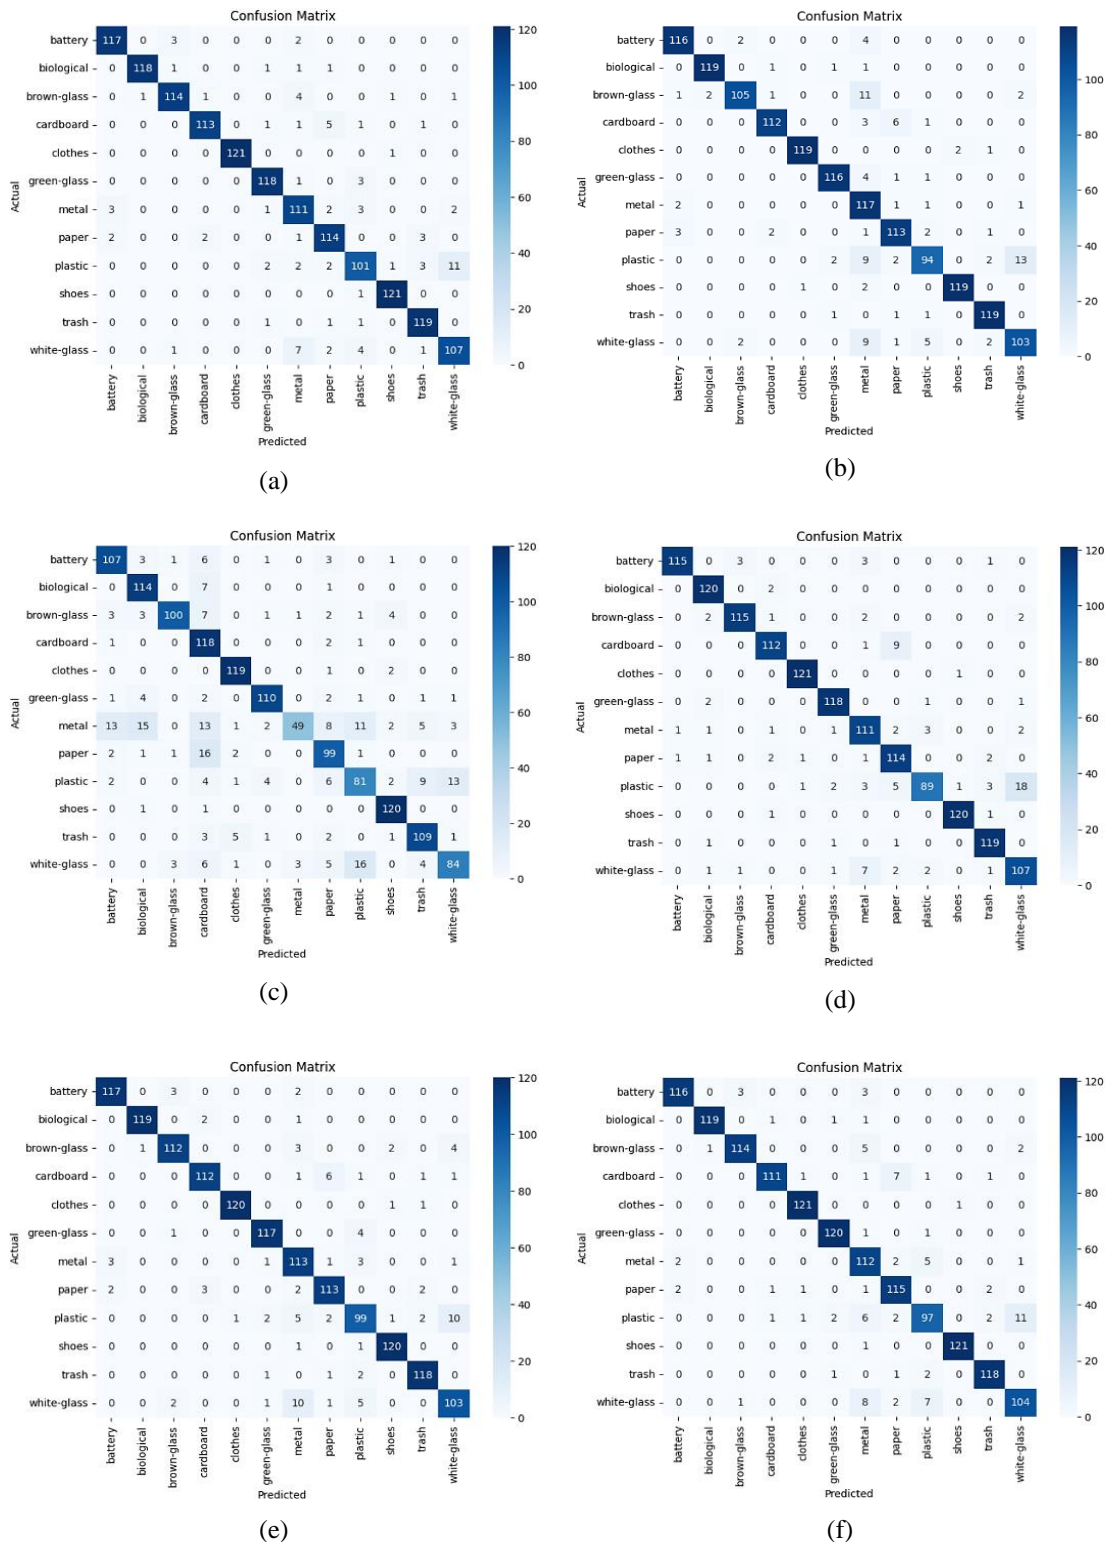 Confusion Matrix
battery 117 0 3 0 0 0 2 0 0 0 0 0
biological 0 118 1 0 0 1 1 1 0 0 0 0
brown-glass 0 1 114 1 0 0 4 0 0 1 0 1
cardboard 0 0 0 113 0 1 1 5 1 0 1 0
clothes 0 0 0 0 121 0 0 0 0 1 0 0
green-glass 0 0 0 0 0 118 1 0 3 0 0 0
metal 3 0 0 0 0 1 111 2 3 0 0 2
paper 2 0 0 2 0 0 1 114 0 0 3 0
plastic 0 0 0 0 0 2 2 2 101 1 3 11
shoes 0 0 0 0 0 0 0 0 1 121 0 0
trash 0 0 0 0 0 1 0 1 1 0 119 0
white-glass 0 0 1 0 0 0 7 2 4 0 1 107
Actual
battery biological brown-glass cardboard clothes green-glass metal paper plastic shoes trash white-glass
Predicted
120
100
80
60
40
20
0
(a)
Confusion Matrix
battery 116 0 2 0 0 0 4 0 0 0 0 0
biological 0 119 0 1 0 1 1 0 0 0 0 0
brown-glass 1 2 105 1 0 0 11 0 0 0 0 2
cardboard 0 0 0 112 0 0 3 6 1 0 0 0
clothes 0 0 0 0 119 0 0 0 0 2 1 0
green-glass 0 0 0 0 0 116 4 1 1 0 0 0
metal 2 0 0 0 0 0 117 1 1 0 0 1
paper 3 0 0 2 0 0 1 113 2 0 1 0
plastic 0 0 0 0 0 2 9 2 94 0 2 13
shoes 0 0 0 0 1 0 2 0 0 119 0 0
trash 0 0 0 0 0 1 0 1 1 0 119 0
white-glass 0 0 2 0 0 0 9 1 5 0 2 103
Actual
battery biological brown-glass cardboard clothes green-glass metal paper plastic shoes trash white-glass
Predicted
100
80
60
40
20
0
(b)
Confusion Matrix
battery 107 3 1 6 0 1 0 3 0 1 0 0
biological 0 114 0 7 0 0 0 1 0 0 0 0
brown-glass 3 3 100 7 0 1 1 2 1 4 0 0
cardboard 1 0 0 118 0 0 0 2 1 0 0 0
clothes 0 0 0 0 119 0 0 1 0 2 0 0
green-glass 1 4 0 2 0 110 0 2 1 0 1 1
metal 13 15 0 13 1 2 49 8 11 2 5 3
paper 2 1 1 16 2 0 0 99 1 0 0 0
plastic 2 0 0 4 1 4 0 6 81 2 9 13
shoes 0 1 0 1 0 0 0 0 0 120 0 0
trash 0 0 0 3 5 1 0 2 0 1 109 1
white-glass 0 0 3 6 1 0 3 5 16 0 4 84
Actual
battery biological brown-glass cardboard clothes green-glass metal paper plastic shoes trash white-glass
Predicted
120
100
80
60
40
20
0
(c)
Confusion Matrix
battery 115 0 3 0 0 0 3 0 0 0 1 0
biological 0 120 0 2 0 0 0 0 0 0 0 0
brown-glass 0 2 115 1 0 0 2 0 0 0 0 2
cardboard 0 0 0 112 0 0 1 9 0 0 0 0
clothes 0 0 0 0 121 0 0 0 0 1 0 0
green-glass 0 2 0 0 0 118 0 0 1 0 0 1
metal 1 1 0 1 0 1 111 2 3 0 0 2
paper 1 1 0 2 1 0 1 114 0 0 2 0
plastic 0 0 0 0 1 2 3 5 89 1 3 18
shoes 0 0 0 1 0 0 0 0 0 120 1 0
trash 0 1 0 0 0 1 0 1 0 0 119 0
white-glass 0 1 1 0 0 1 7 2 2 0 1 107
Actual
battery biological brown-glass cardboard clothes green-glass metal paper plastic shoes trash white-glass
Predicted
120
100
80
60
40
20
0
(d)
Confusion Matrix
battery 117 0 3 0 0 0 2 0 0 0 0 0
biological 0 119 0 2 0 0 1 0 0 0 0 0
brown-glass 0 1 112 0 0 0 3 0 0 2 0 4
cardboard 0 0 0 112 0 0 1 6 1 0 1 1
clothes 0 0 0 0 120 0 0 0 0 1 1 0
green-glass 0 0 1 0 0 117 0 0 4 0 0 0
metal 3 0 0 0 0 1 113 1 3 0 0 1
paper 2 0 0 3 0 0 2 113 0 0 2 0
plastic 0 0 0 0 1 2 5 2 99 1 2 10
shoes 0 0 0 0 0 0 1 0 1 120 0 0
trash 0 0 0 0 0 1 0 1 2 0 118 0
white-glass 0 0 2 0 0 1 10 1 5 0 0 103
Actual
battery biological brown-glass cardboard clothes green-glass metal paper plastic shoes trash white-glass
Predicted
120
100
80
60
40
20
0
(e)
Confusion Matrix
battery 116 0 3 0 0 0 3 0 0 0 0 0
biological 0 119 0 1 0 1 1 0 0 0 0 0
brown-glass 0 1 114 0 0 0 5 0 0 0 0 2
cardboard 0 0 0 111 1 0 1 7 1 0 1 0
clothes 0 0 0 0 121 0 0 0 0 1 0 0
green-glass 0 0 0 0 0 120 1 0 1 0 0 0
metal 2 0 0 0 0 0 112 2 5 0 0 1
paper 2 0 0 1 1 0 1 115 0 0 2 0
plastic 0 0 0 1 1 2 6 2 97 0 2 11
shoes 0 0 0 0 0 0 1 0 0 121 0 0
trash 0 0 0 0 0 1 0 1 2 0 118 0
white-glass 0 0 1 0 0 0 8 2 7 0 0 104
Actual
battery biological brown-glass cardboard clothes green-glass metal paper plastic shoes trash white-glass
Predicted
120
100
80
60
40
20
0
(f)